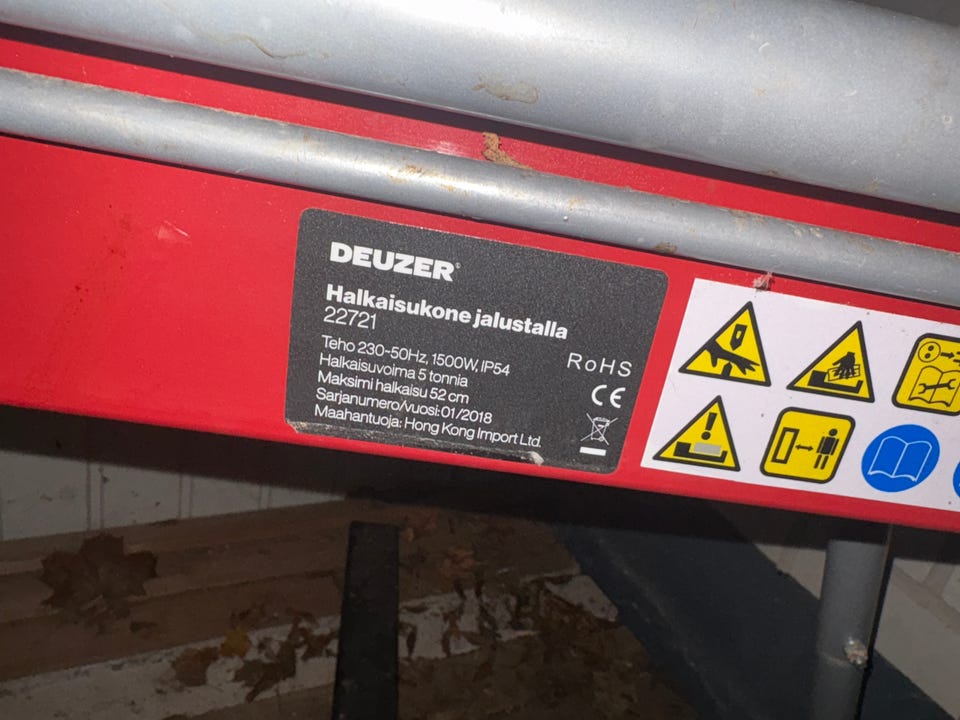 DEUZER®
Halkaisukone jalustalla
22721
Teho 230-50Hz, 1500W, IP54
Halkaisuvoima 5 tonnia
Maksimi halkaisu 52 cm
Sarjanumero/vuosi: 01/2018
Maahantuoja: Hong Kong Import Ltd.
RoHS
CE